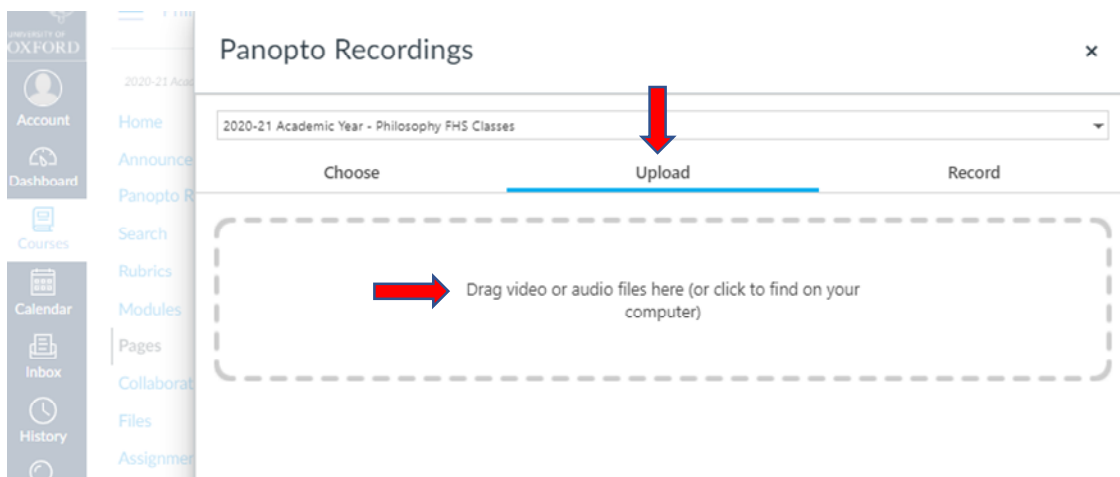 UNIVERSITY OF
OXFORD
Account
Dashboard
Courses
Calendar
Inbox
History
2020-21 Acad
Home
Announce
Panopto R
Search
Rubrics
Modules
Pages
Collaborat
Files
Assignmer
Panopto Recordings
×
2020-21 Academic Year - Philosophy FHS Classes
Choose
Upload
Record
Drag video or audio files here (or click to find on your
computer)